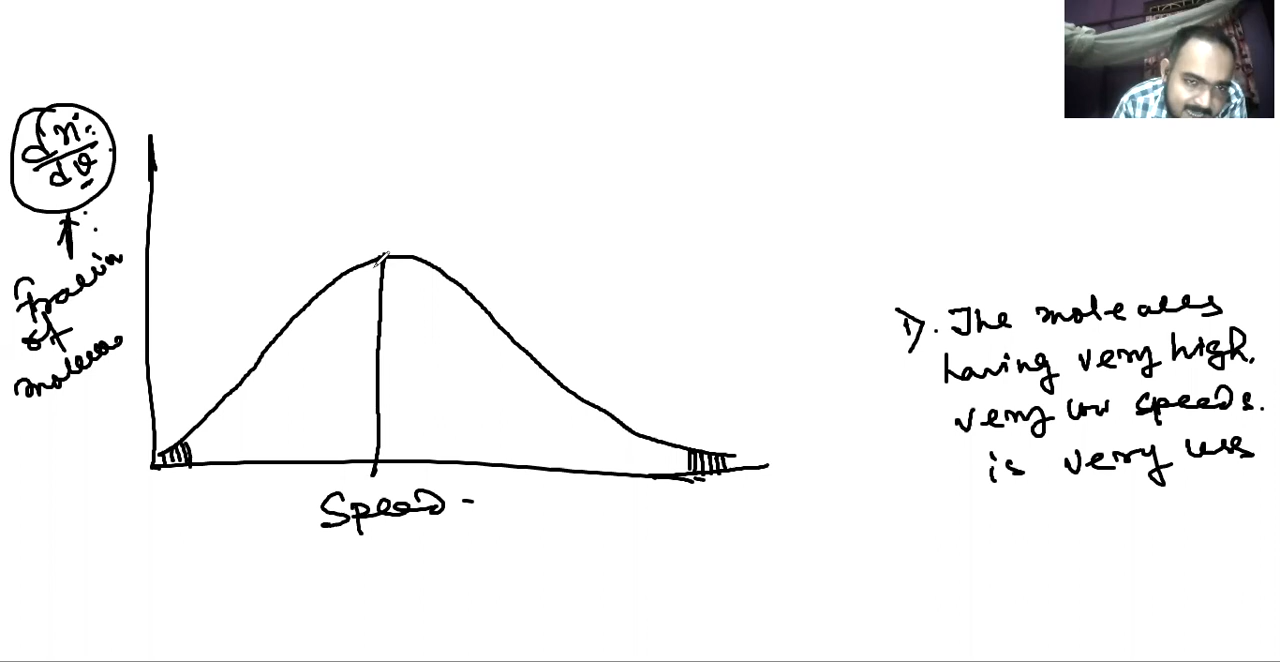 dn
dv
Fraction
of
molecules
Speed -
1). The molecules
having very high,
very low speeds.
is very less